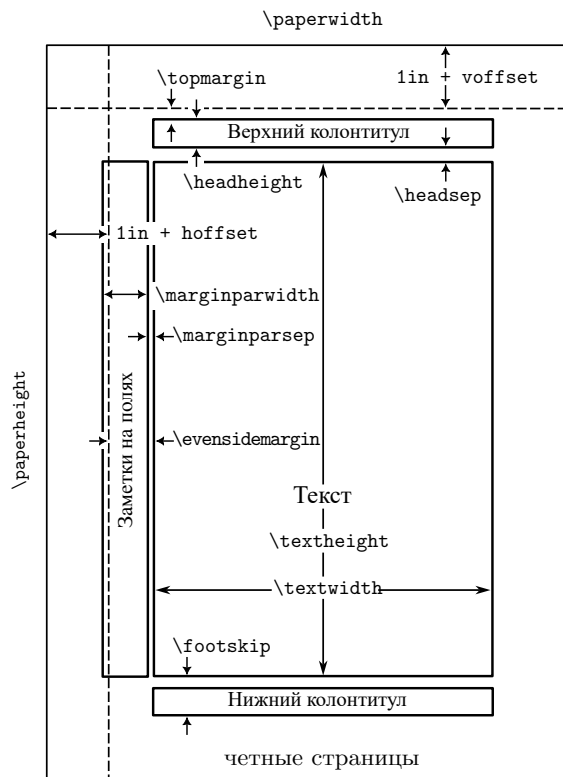 \paperwidth
\topmargin
1in + voffset
Верхний колонтитул
\headheight
\headsep
1in + hoffset
\marginparwidth
\marginparsep
\paperheight
Заметки на полях
\evensidemargin
Текст
\textheight
\textwidth
\footskip
Нижний колонтитул
четные страницы